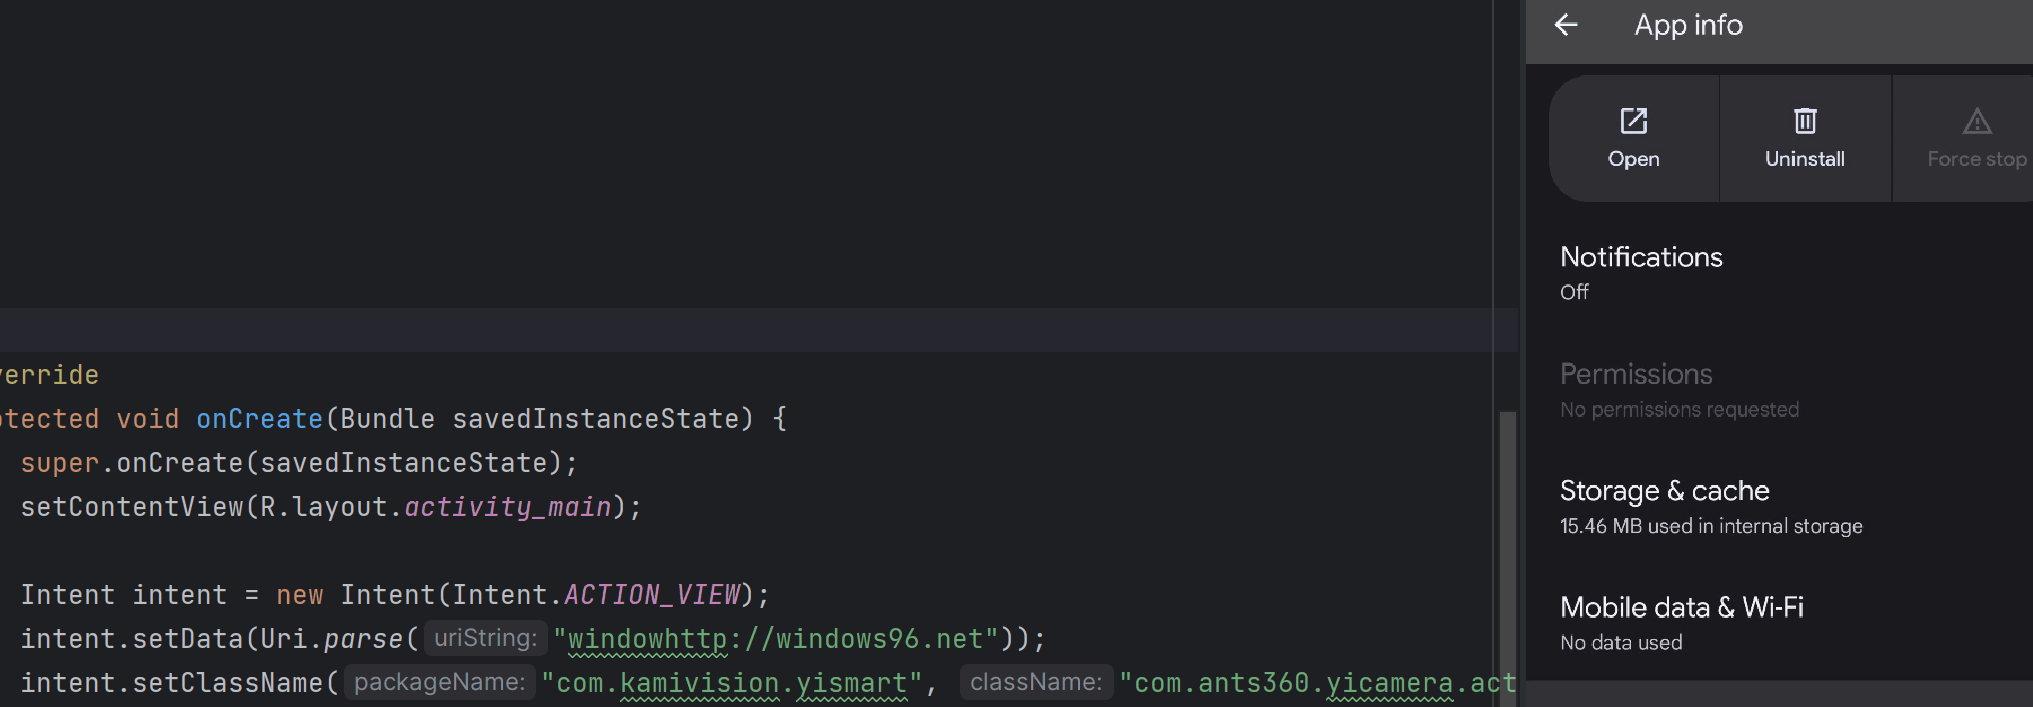 verride
otected void onCreate(Bundle savedInstanceState) {
super.onCreate(savedInstanceState);
setContentView(R.layout.activity_main);
Intent intent = new Intent(Intent.ACTION_VIEW);
intent.setData(Uri.parse( uriString: "windowhttp://windows96.net"));
intent.setClassName( packageName: "com.kamivision.yismart", className: "com.ants360.yicamera.act
App info
Open
Uninstall
Force stop
Notifications
Off
Permissions
No permissions requested
Storage & cache
15.46 MB used in internal storage
Mobile data & Wi-Fi
No data used